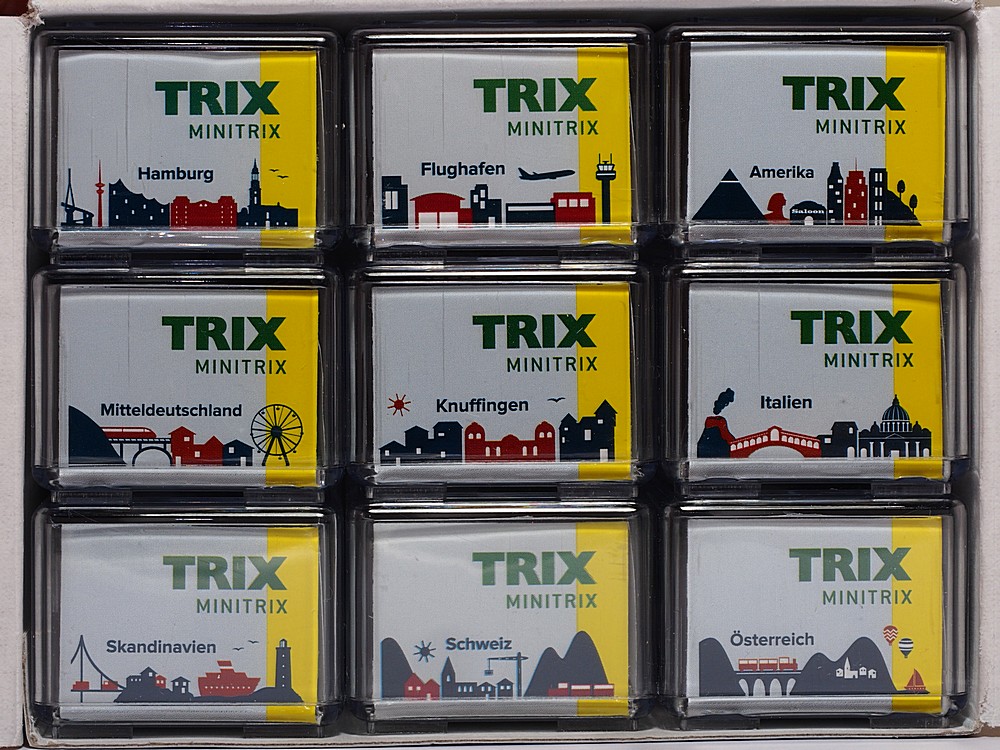 TRIX
MINITRIX
Hamburg
TRIX
MINITRIX
Flughafen
TRIX
MINITRIX
Amerika
Saloon
TRIX
MINITRIX
Mitteldeutschland
TRIX
MINITRIX
Knuffingen
TRIX
MINITRIX
Italien
TRIX
MINITRIX
Skandinavien
TRIX
MINITRIX
Schweiz
TRIX
MINITRIX
Österreich